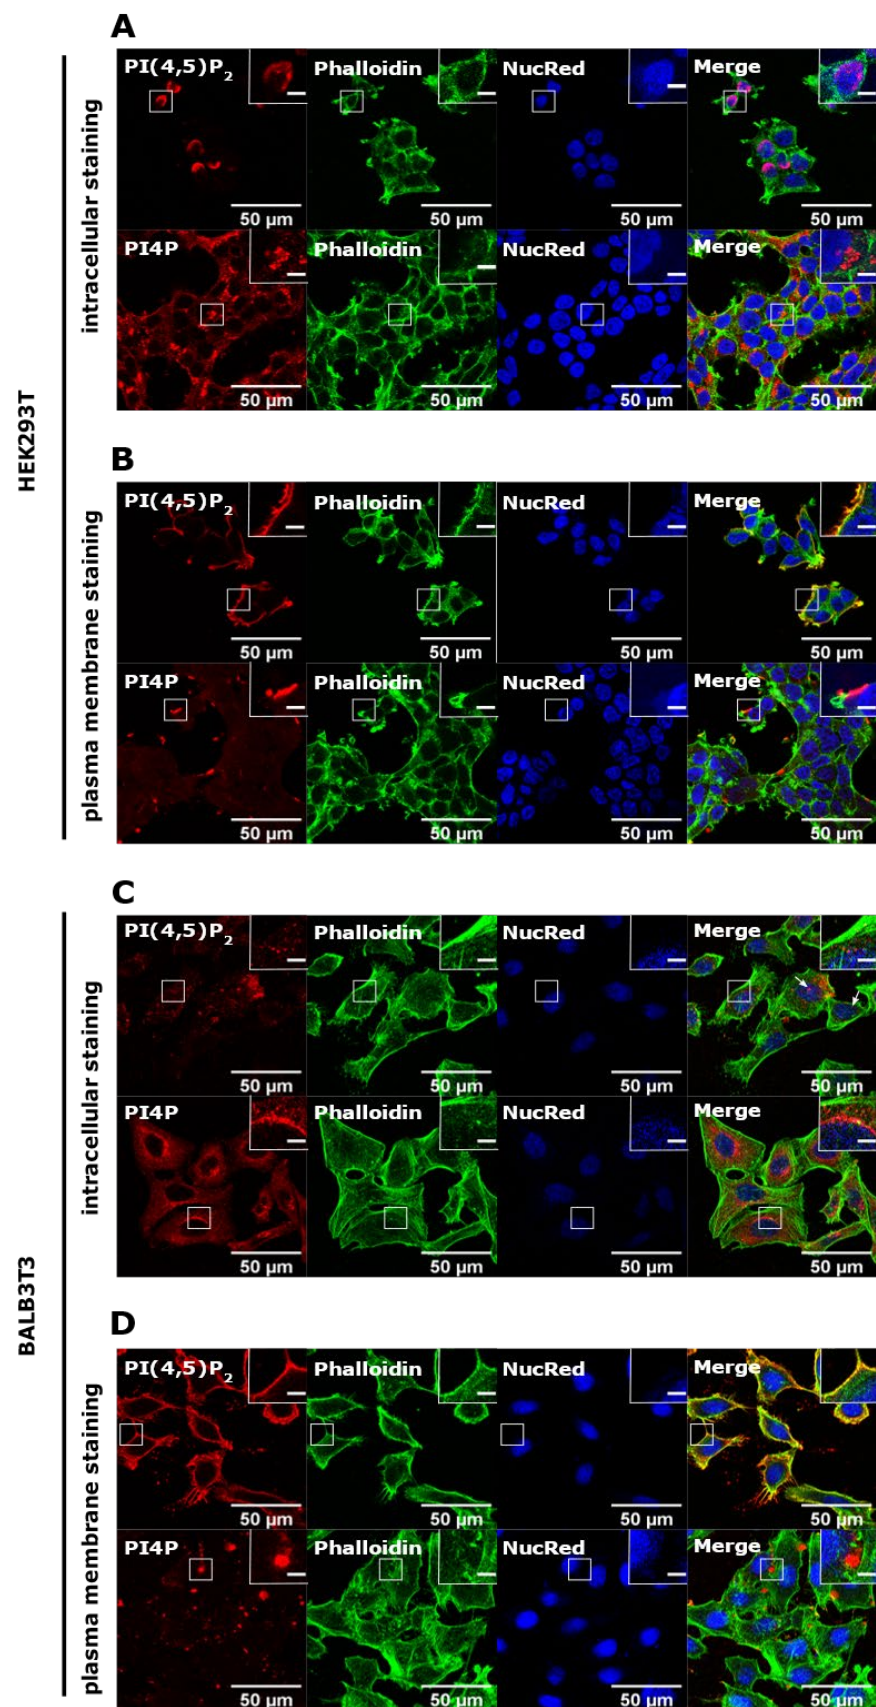 HEK293T
A
intracellular staining
PI(4,5)P₂ Phalloidin NucRed Merge
50 µm 50 µm 50 µm 50 µm
PI4P Phalloidin NucRed Merge
50 µm 50 µm 50 µm 50 µm
B
plasma membrane staining
PI(4,5)P₂ Phalloidin NucRed Merge
50 µm 50 µm 50 µm 50 µm
PI4P Phalloidin NucRed Merge
50 µm 50 µm 50 µm 50 µm
BALB3T3
C
intracellular staining
PI(4,5)P₂ Phalloidin NucRed Merge
50 µm 50 µm 50 µm 50 µm
PI4P Phalloidin NucRed Merge
50 µm 50 µm 50 µm 50 µm
D
plasma membrane staining
PI(4,5)P₂ Phalloidin NucRed Merge
50 µm 50 µm 50 µm 50 µm
PI4P Phalloidin NucRed Merge
50 µm 50 µm 50 µm 50 µm